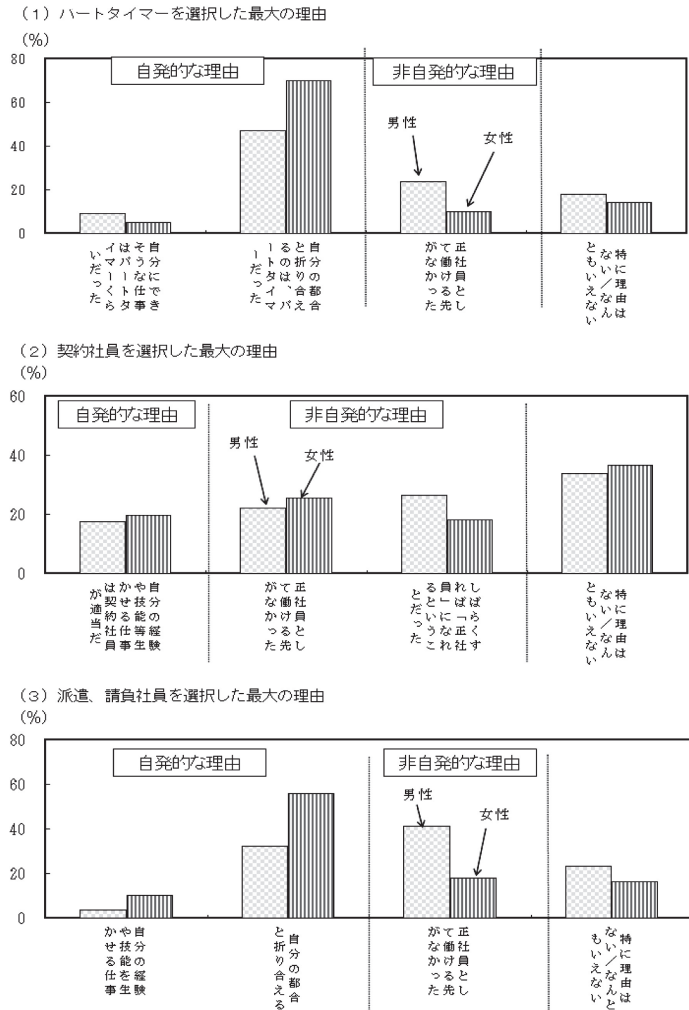 （１）ハートタイマーを選択した最大の理由
(%)
80
60
40
20
0
自発的な理由
非自発的な理由
男性
女性
自分にでき
そうな仕事
はパートタ
イマーくら
いだった
自分の都合
と折り合え
るのは、パ
ートタイマ
ーだった
正社員とし
て働ける先
がなかった
特に理由は
ない／なん
ともいえない
（２）契約社員を選択した最大の理由
(%)
60
40
20
0
自発的な理由
非自発的な理由
男性
女性
自分の経験
や技能等生
かせる仕事
は契約社員
が適当だ
正社員とし
て働ける先
がなかった
しばらくす
れば「正社
員」になれ
るというこ
とだった
特に理由は
ない／なん
ともいえない
（３）派遣、請負社員を選択した最大の理由
(%)
80
60
40
20
0
自発的な理由
非自発的な理由
男性
女性
自分の経験
や技能を生
かせる仕事
自分の都合
と折り合える
正社員とし
て働ける先
がなかった
特に理由は
ない／なんと
もいえない